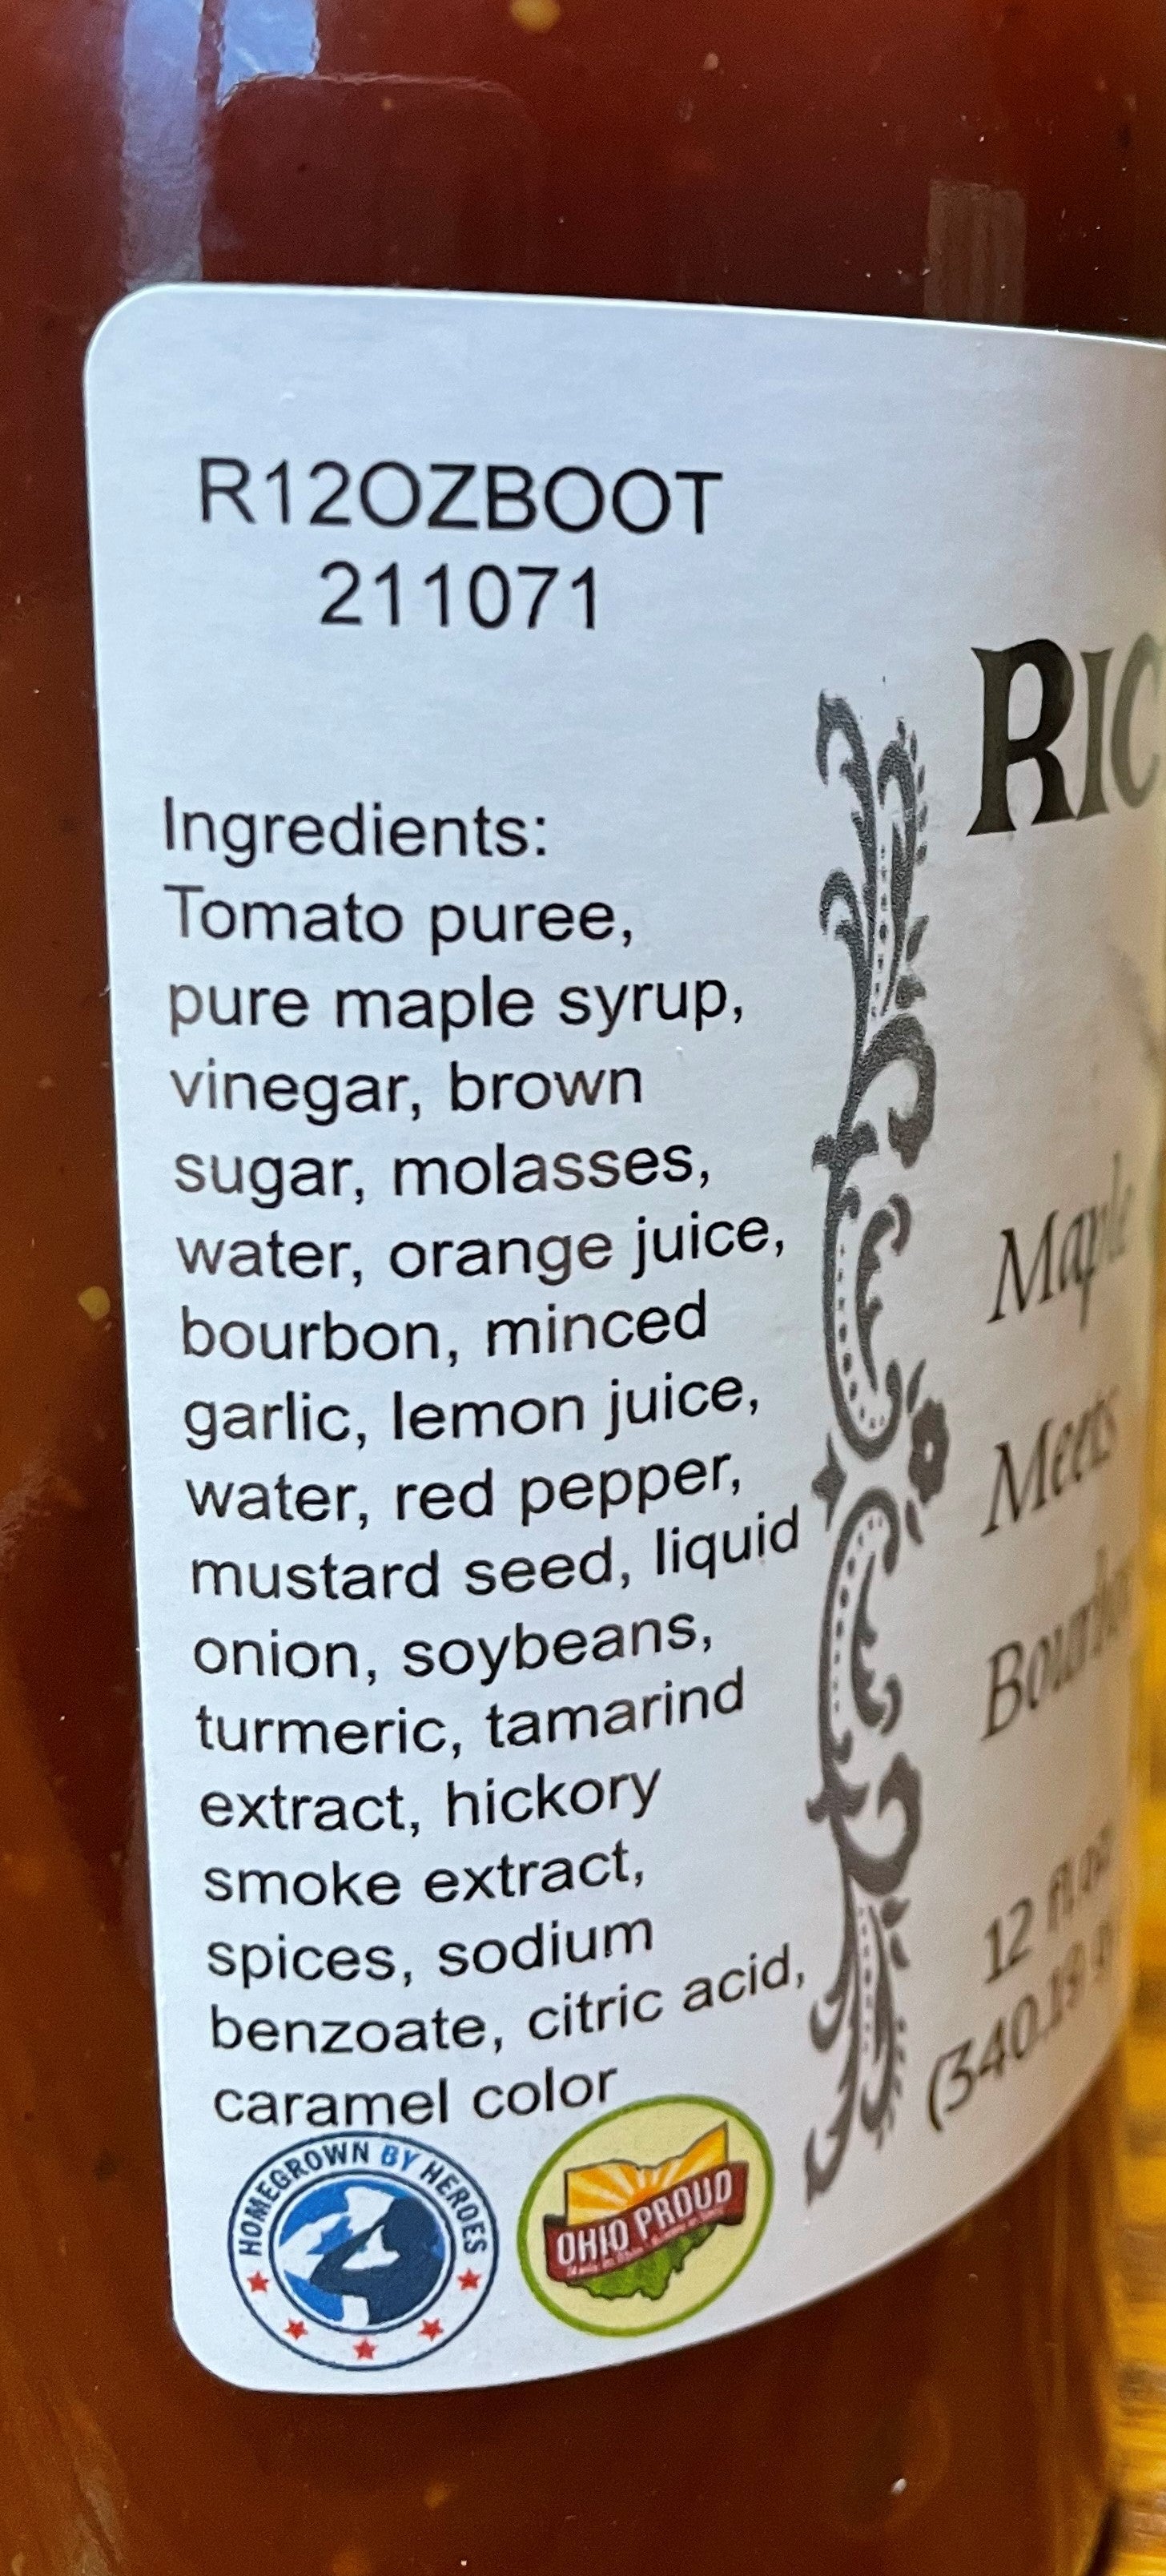 R12OZBOOT
211071
Ingredients:
Tomato puree,
pure maple syrup,
vinegar, brown
sugar, molasses,
water, orange juice,
bourbon, minced
garlic, lemon juice,
water, red pepper,
mustard seed, liquid
onion, soybeans,
turmeric, tamarind
extract, hickory
smoke extract,
spices, sodium
benzoate, citric acid,
caramel color
HOMEGROWN BY HEROES
OHIO PROUD
RIC
Maple
Meets
12 fl oz